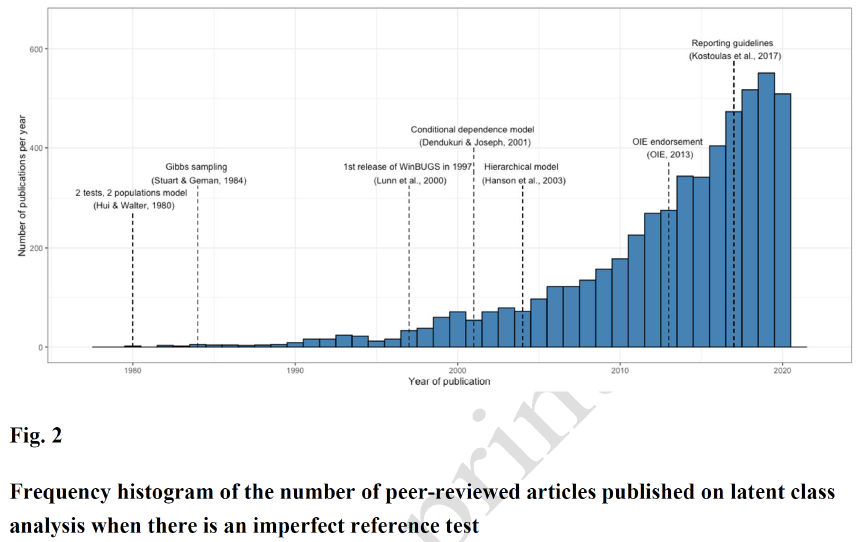 Reporting guidelines
(Kostoulas et al., 2017)
600
Conditional dependence model
(Dendukuri & Joseph, 2001)
OIE endorsement
(OIE, 2013)
400
Gibbs sampling
(Stuart & Geman, 1984)
1st release of WinBUGS in 1997
(Lunn et al., 2000)
Hierarchical model
(Hanson et al., 2003)
2 tests, 2 populations model
(Hui & Walter, 1980)
Number of publications per year
200
0
1980
1990
2000
2010
2020
Year of publication
Fig. 2
Frequency histogram of the number of peer-reviewed articles published on latent class
analysis when there is an imperfect reference test